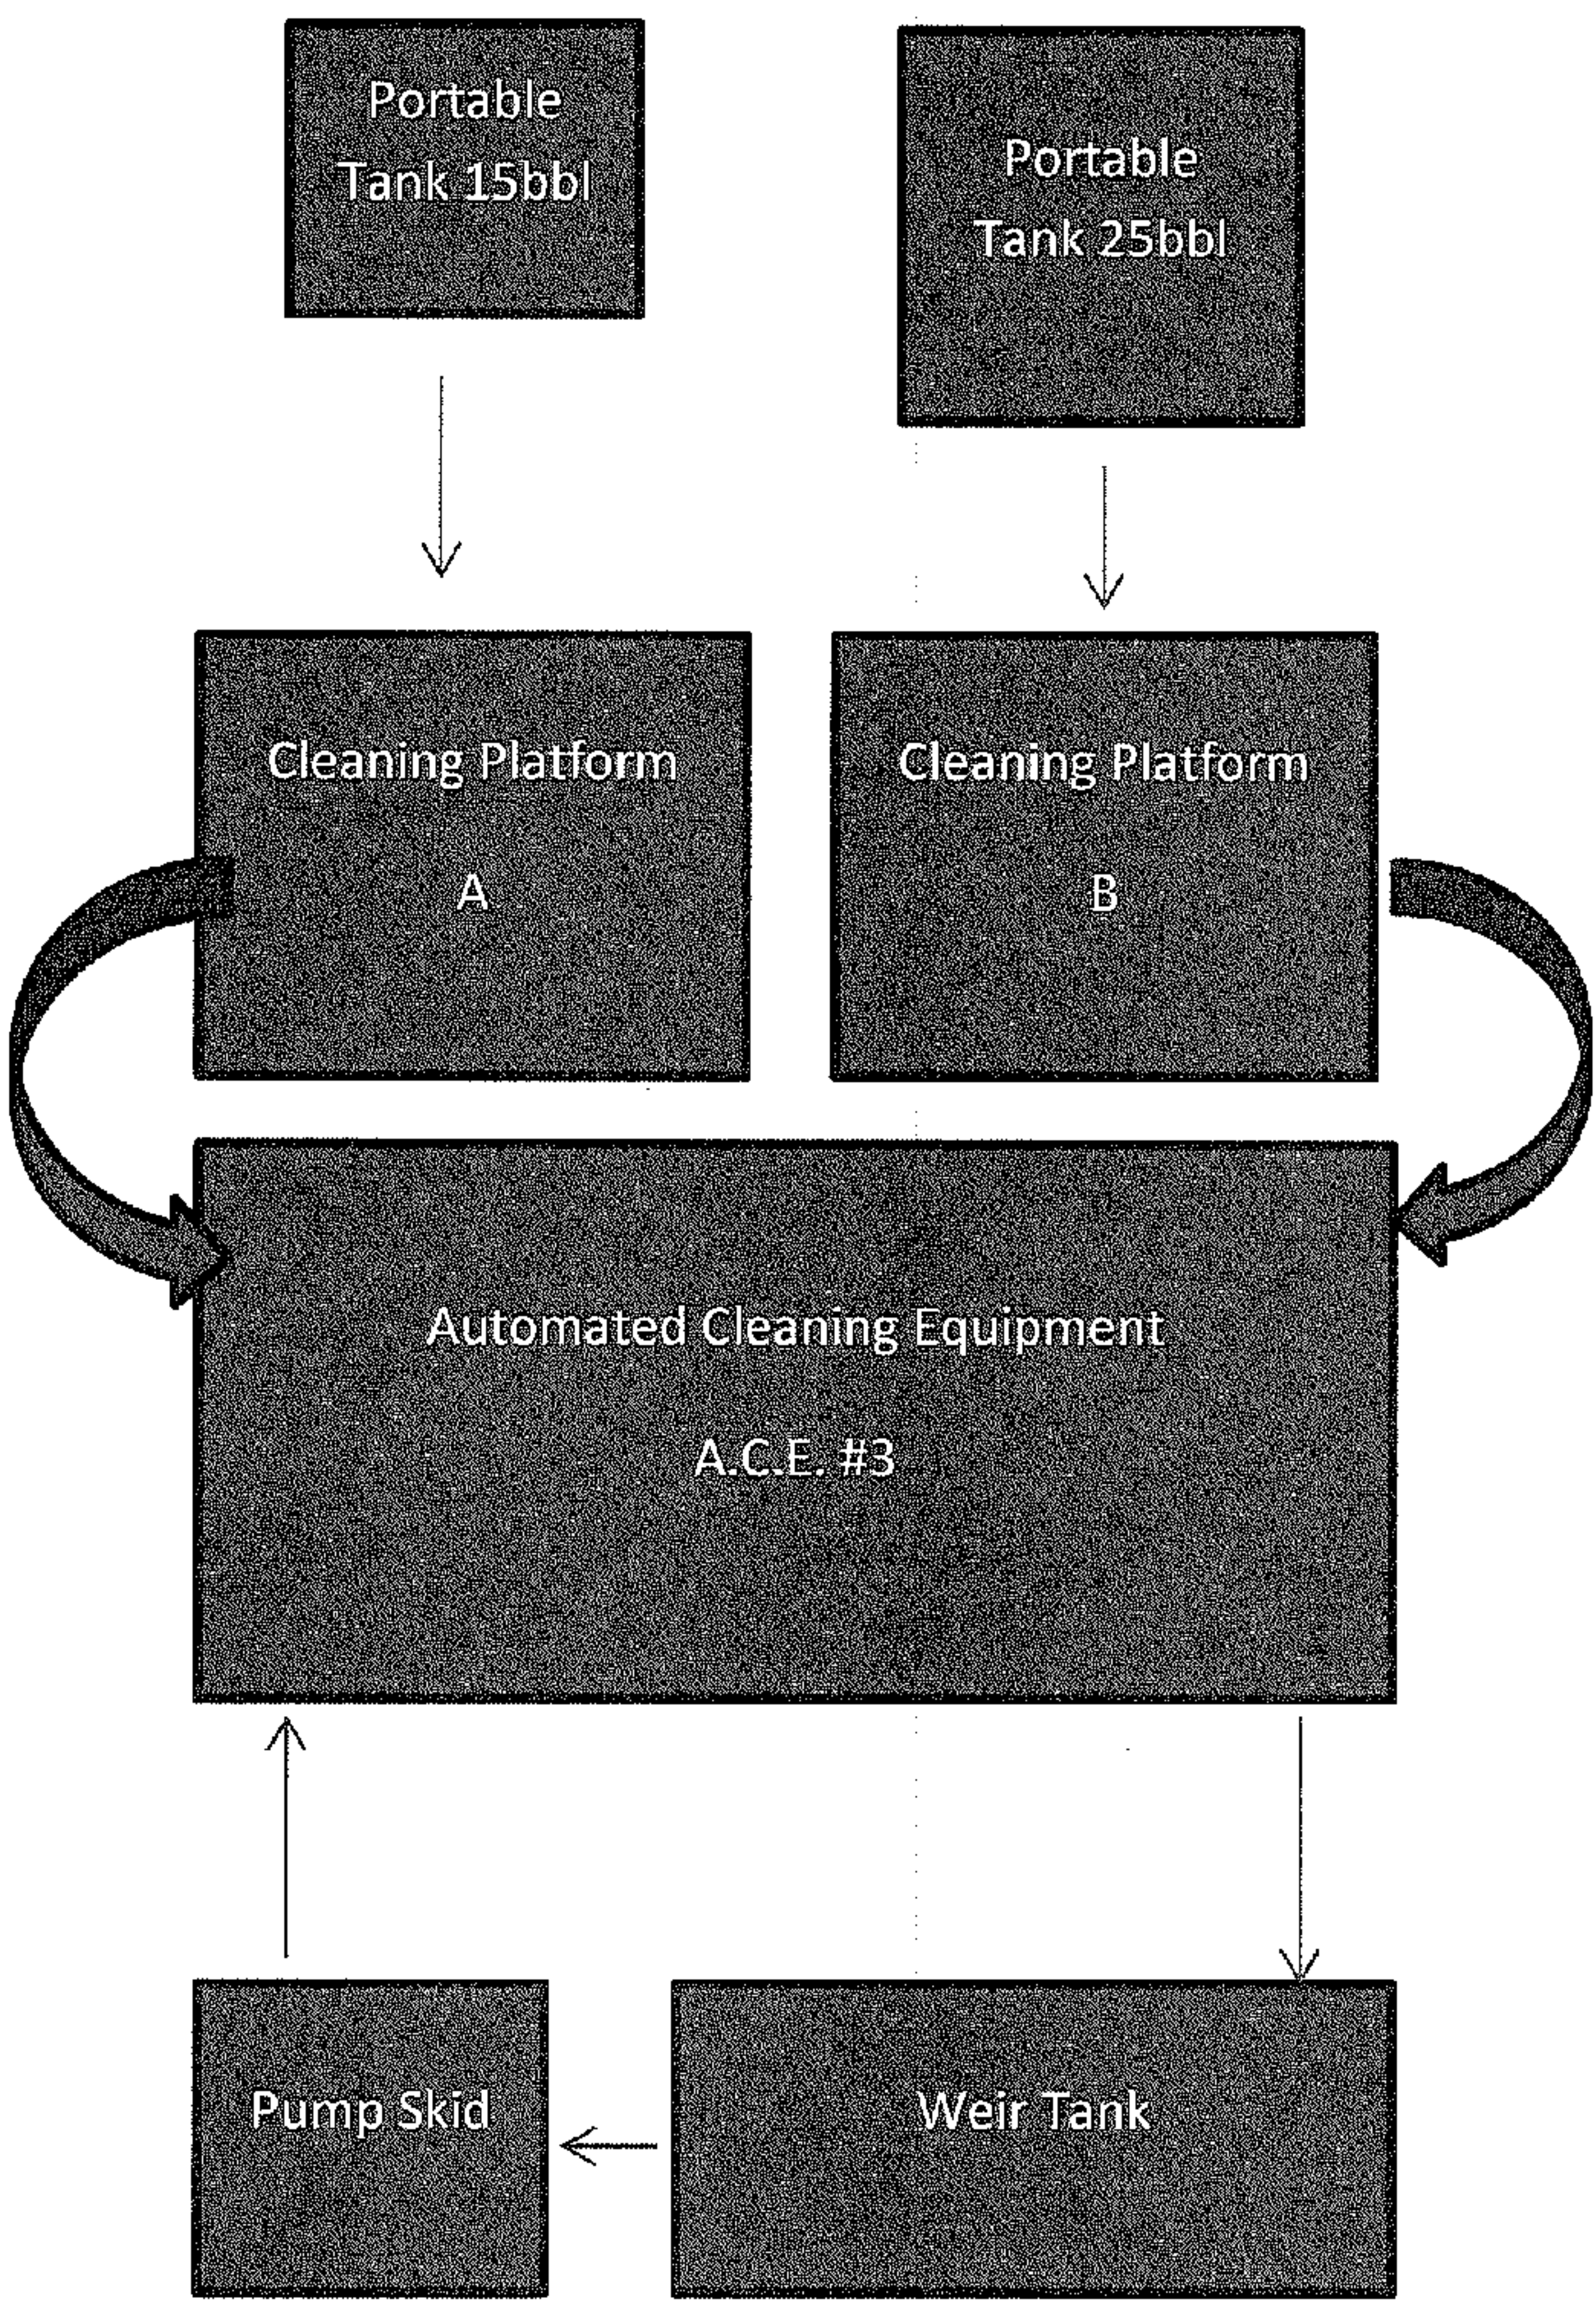 Portable
Tank 15bbl
Portable
Tank 25bbl
Cleaning Platform
A
Cleaning Platform
B
Automated Cleaning Equipment
A.C.E. #3
Pump Skid
Weir Tank